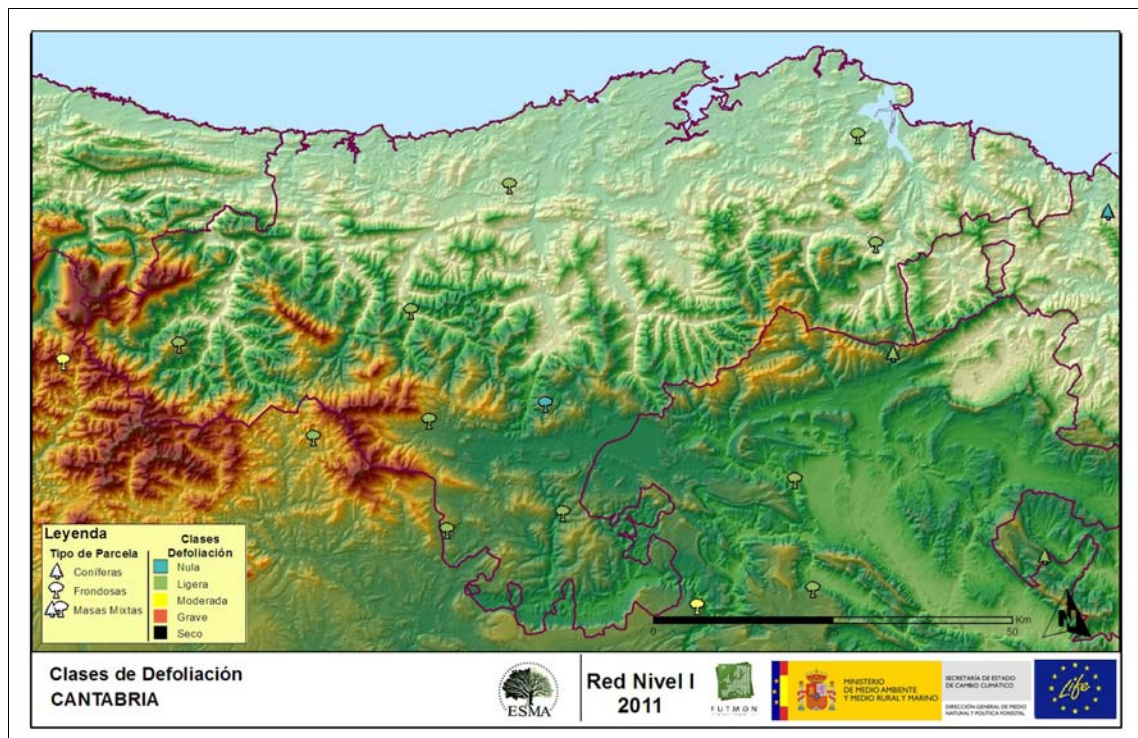 Leyenda
Tipo de Parcela
Coníferas
Frondosas
Masas Mixtas
Clases
Defoliación
Nula
Ligera
Moderada
Grave
Seco
N
Km
0
50
Clases de Defoliación
CANTABRIA
ESMA
Red Nivel I
2011
FUTMON
MINISTERIO
DE MEDIO AMBIENTE
Y MEDIO RURAL Y MARINO
SECRETARÍA DE ESTADO
DE CAMBIO CLIMÁTICO
DIRECCIÓN GENERAL DE MEDIO
NATURAL Y POLÍTICA FORESTAL
Life